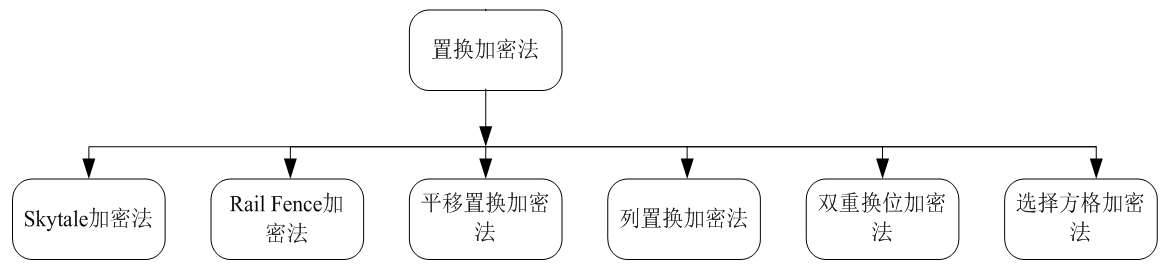 置换加密法
Skytale加密法
Rail Fence加
密法
平移置换加密
法
列置换加密法
双重换位加密
法
选择方格加密
法